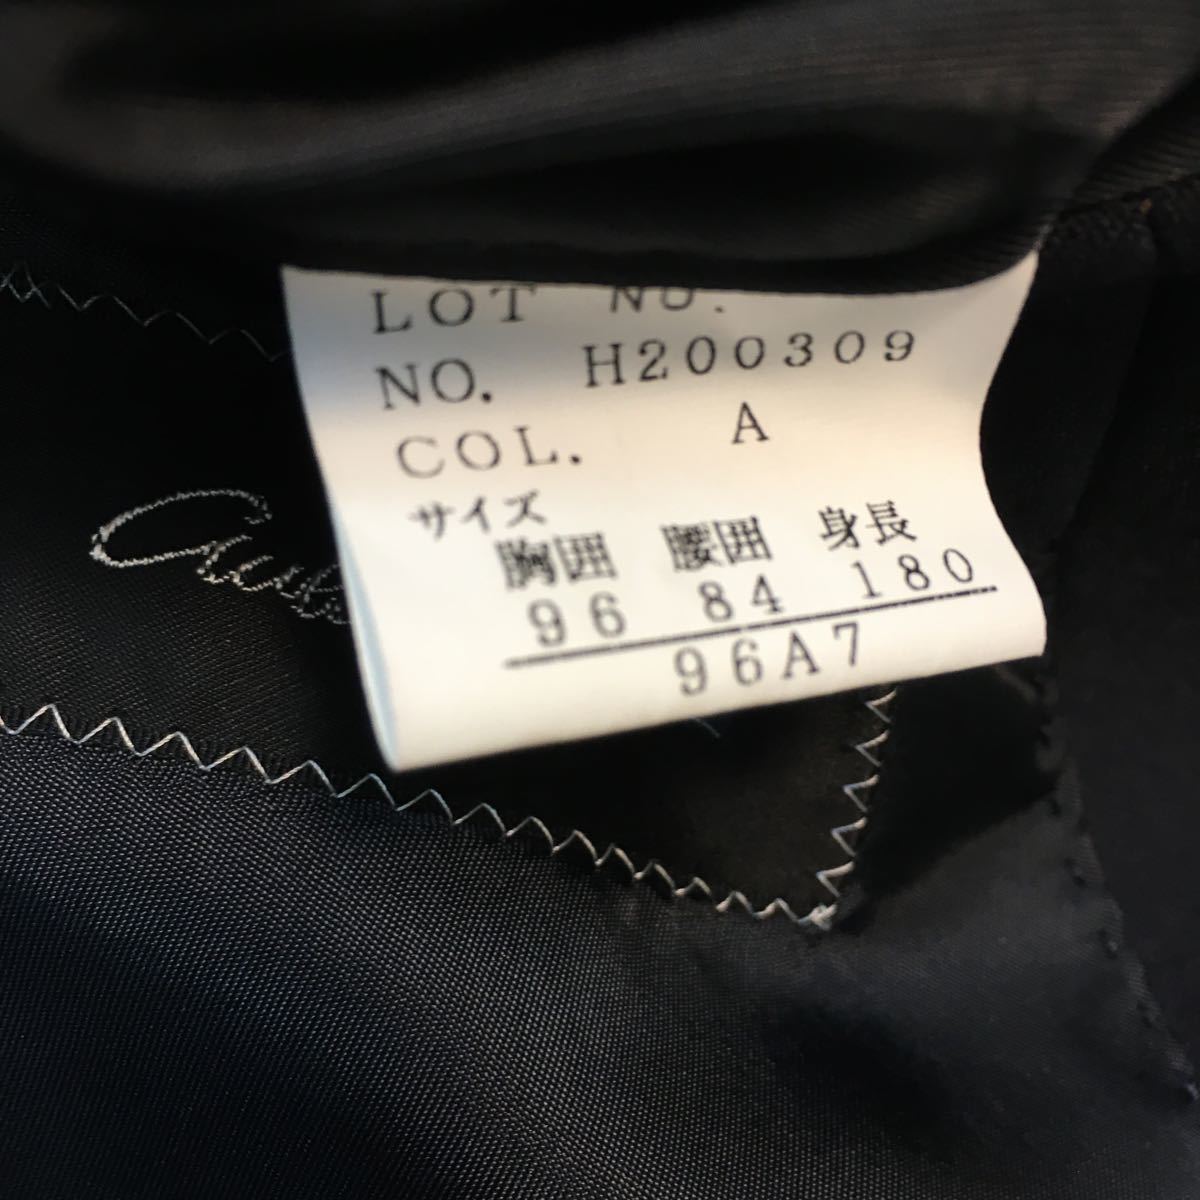 LOT NO.
NO. H200309
COL. A
サイズ
胸囲 腰囲 身長
96 84 180
96A7